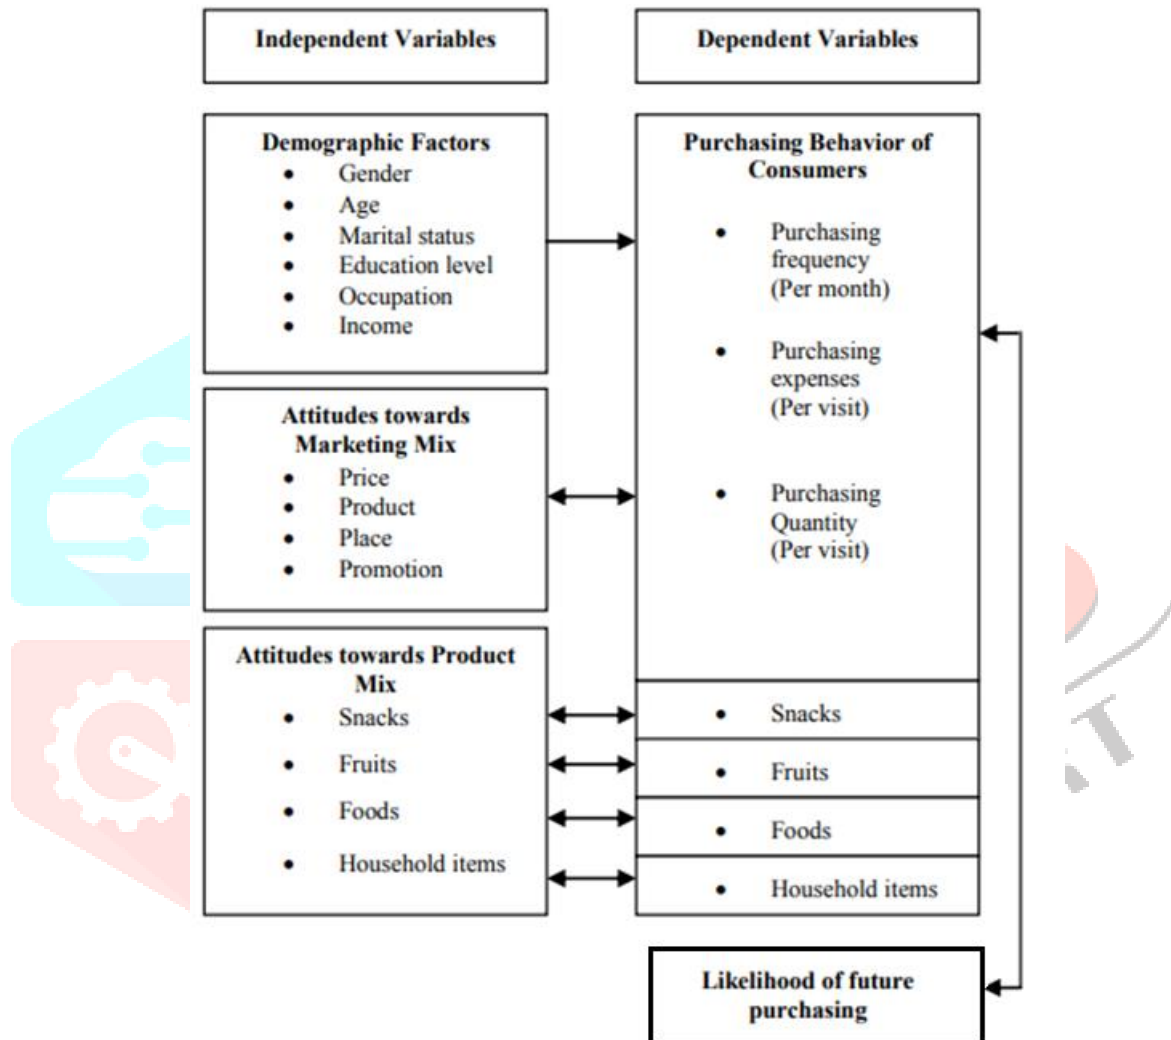 Independent Variables
Dependent Variables
Demographic Factors
• Gender
• Age
• Marital status
• Education level
• Occupation
• Income
Attitudes towards
Marketing Mix
• Price
• Product
• Place
• Promotion
Attitudes towards Product
Mix
• Snacks
• Fruits
• Foods
• Household items
Purchasing Behavior of
Consumers
• Purchasing
frequency
(Per month)
• Purchasing
expenses
(Per visit)
• Purchasing
Quantity
(Per visit)
• Snacks
• Fruits
• Foods
• Household items
Likelihood of future
purchasing